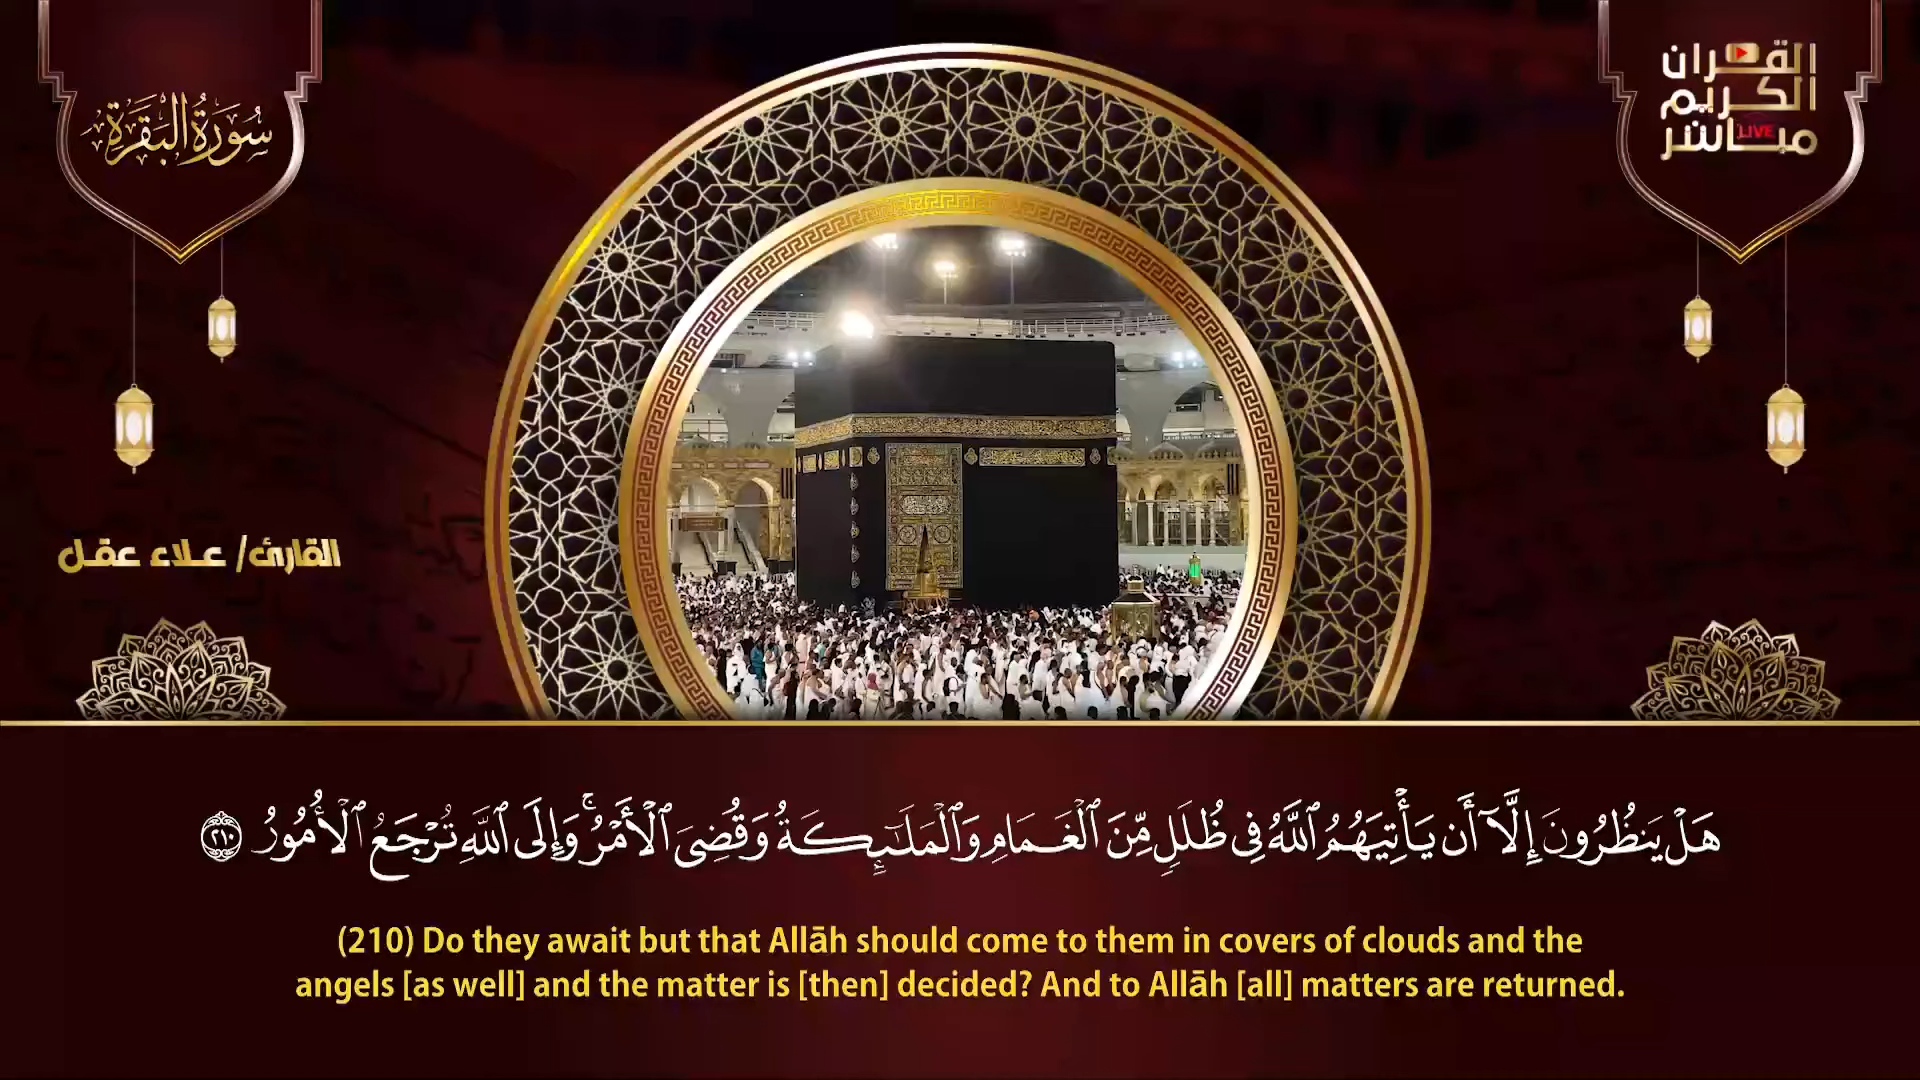 سُورَةُ البَقَرَةِ
القرآن
الكريم
مباشر
LIVE
القارئ/ علاء عقل
هَلْ يَنظُرُونَ إِلَّآ أَن يَأْتِيَهُمُ ٱللَّهُ فِى ظُلَلٍ مِّنَ ٱلْغَمَامِ وَٱلْمَلَـٰٓئِكَةُ وَقُضِىَ ٱلْأَمْرُ ۚ وَإِلَى ٱللَّهِ تُرْجَعُ ٱلْأُمُورُ ٢١٠
(210) Do they await but that Allāh should come to them in covers of clouds and the
angels [as well] and the matter is [then] decided? And to Allāh [all] matters are returned.